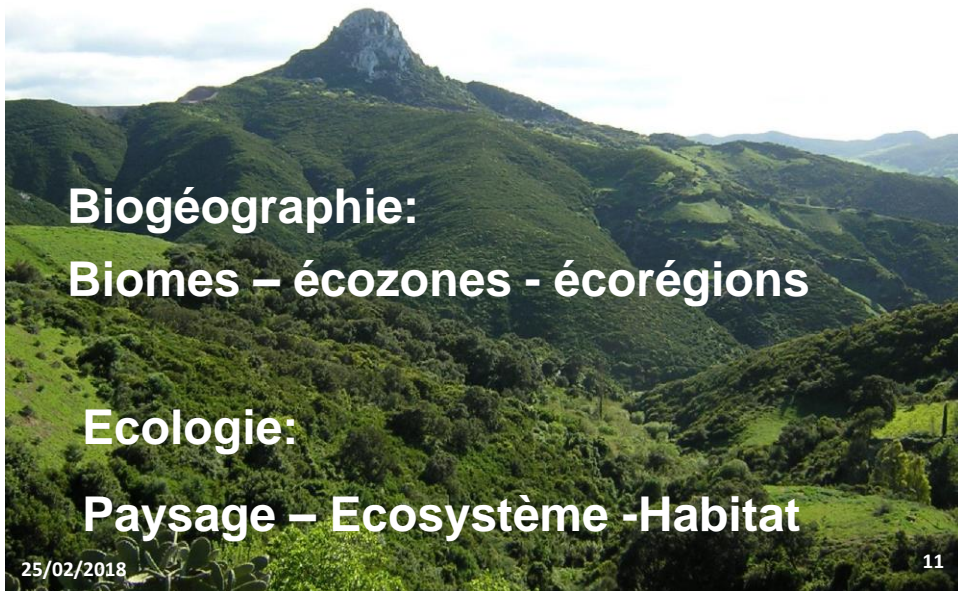 Biogéographie:
Biomes – écozones - écorégions
Ecologie:
Paysage – Ecosystème -Habitat
25/02/2018
11